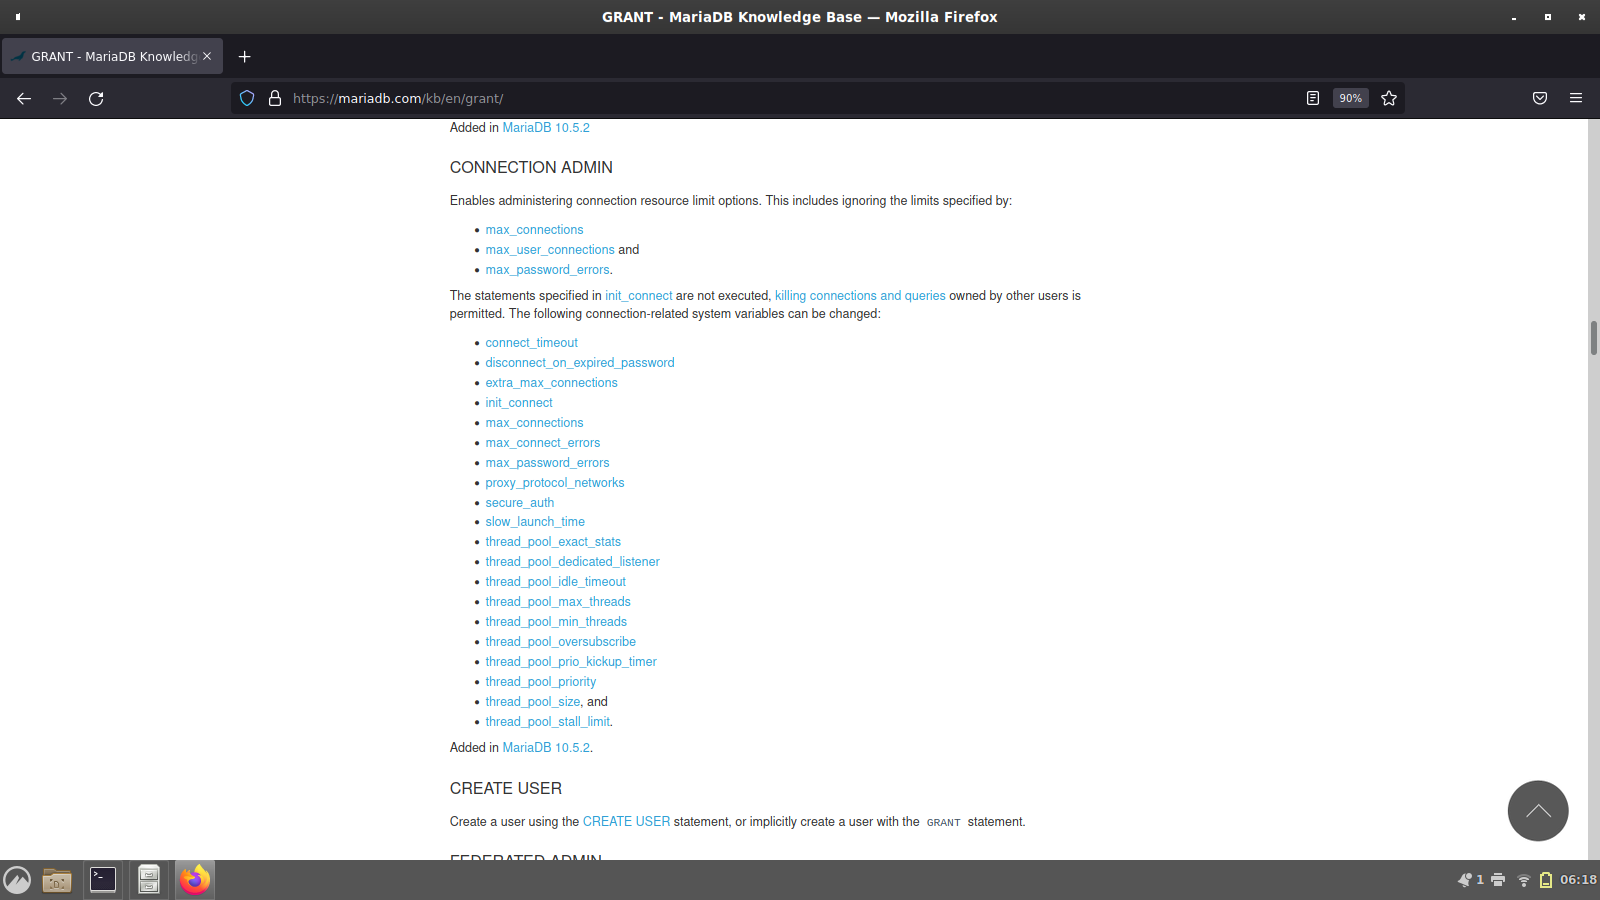 GRANT - MariaDB Knowledge Base — Mozilla Firefox
GRANT - MariaDB Knowledg
https://mariadb.com/kb/en/grant/
90%
Added in MariaDB 10.5.2
CONNECTION ADMIN
Enables administering connection resource limit options. This includes ignoring the limits specified by:
• max_connections
• max_user_connections and
• max_password_errors.
The statements specified in init_connect are not executed, killing connections and queries owned by other users is
permitted. The following connection-related system variables can be changed:
• connect_timeout
• disconnect_on_expired_password
• extra_max_connections
• init_connect
• max_connections
• max_connect_errors
• max_password_errors
• proxy_protocol_networks
• secure_auth
• slow_launch_time
• thread_pool_exact_stats
• thread_pool_dedicated_listener
• thread_pool_idle_timeout
• thread_pool_max_threads
• thread_pool_min_threads
• thread_pool_oversubscribe
• thread_pool_prio_kickup_timer
• thread_pool_priority
• thread_pool_size, and
• thread_pool_stall_limit.
Added in MariaDB 10.5.2.
CREATE USER
Create a user using the CREATE USER statement, or implicitly create a user with the GRANT statement.
FEDERATED ADMIN
1
06:18